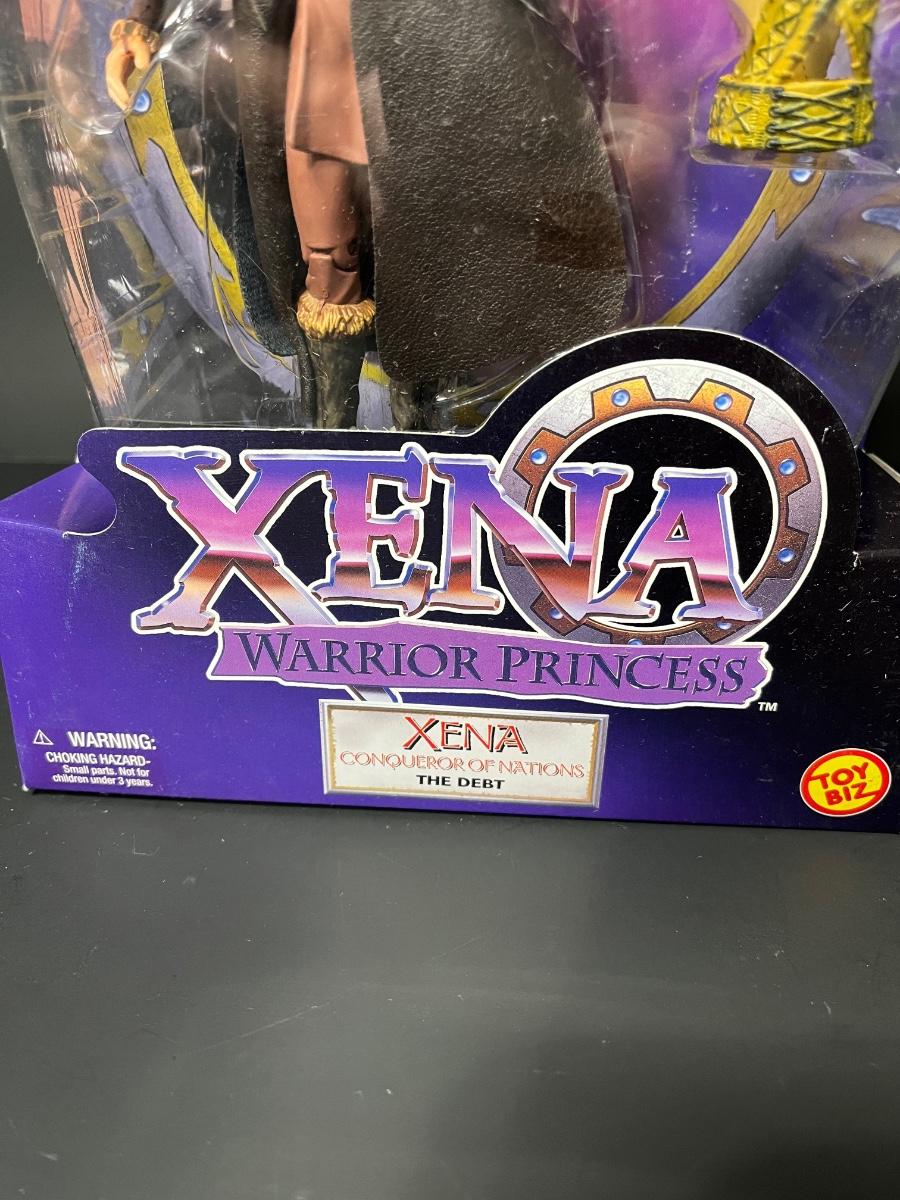 XENA
WARRIOR PRINCESS
TM
XENA
CONQUEROR OF NATIONS
THE DEBT
⚠ WARNING:
CHOKING HAZARD-
Small parts. Not for
children under 3 years.
TOY
BIZ